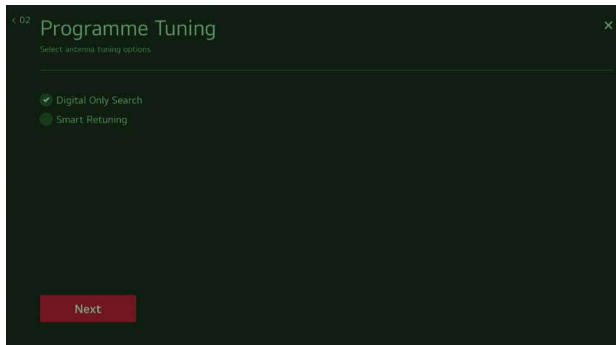 < 02
Programme Tuning
Select antenna tuning options.
Digital Only Search
Smart Retuning
Next